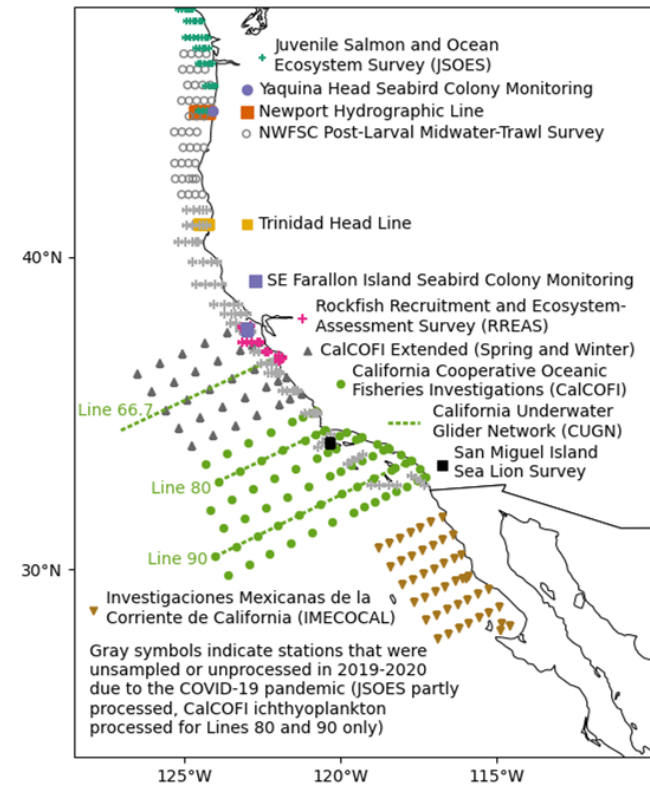 Juvenile Salmon and Ocean
Ecosystem Survey (JSOES)
Yaquina Head Seabird Colony Monitoring
Newport Hydrographic Line
NWFSC Post-Larval Midwater-Trawl Survey
Trinidad Head Line
40°N
SE Farallon Island Seabird Colony Monitoring
Rockfish Recruitment and Ecosystem-
Assessment Survey (RREAS)
CalCOFI Extended (Spring and Winter)
California Cooperative Oceanic
Fisheries Investigations (CalCOFI)
Line 66.7
California Underwater
Glider Network (CUGN)
San Miguel Island
Sea Lion Survey
Line 80
Line 90
30°N
Investigaciones Mexicanas de la
Corriente de California (IMECOCAL)
Gray symbols indicate stations that were
unsampled or unprocessed in 2019-2020
due to the COVID-19 pandemic (JSOES partly
processed, CalCOFI ichthyoplankton
processed for Lines 80 and 90 only)
125°W
120°W
115°W